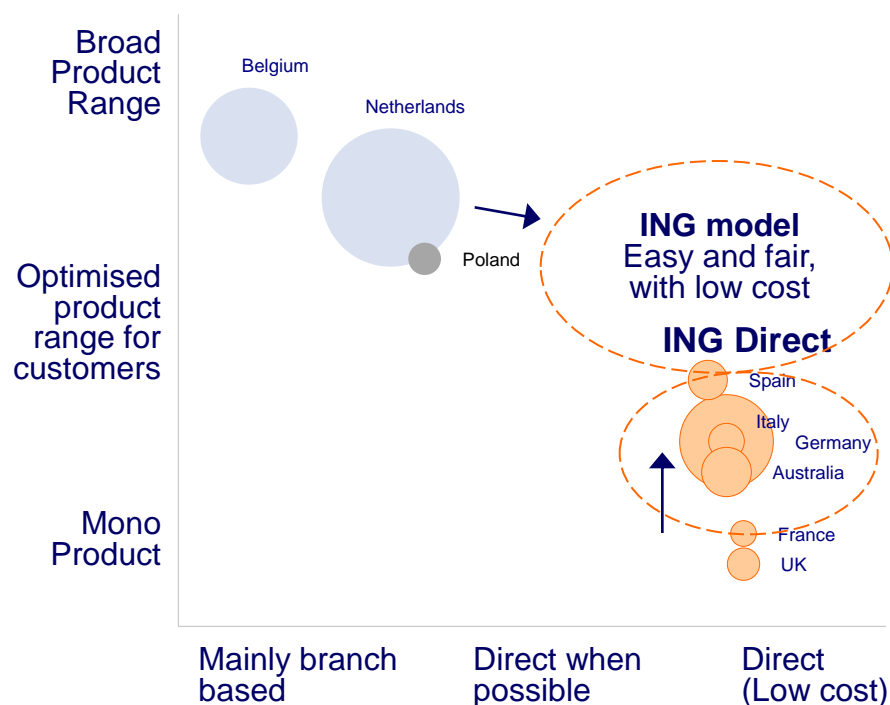 Broad
Product
Range
Belgium
Netherlands
ING model
Easy and fair,
with low cost
Poland
Optimised
product
range for
customers
ING Direct
Spain
Italy
Germany
Australia
Mono
Product
France
UK
Mainly branch
based
Direct when
possible
Direct
(Low cost)